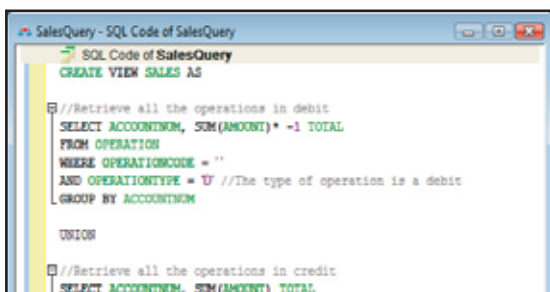 SalesQuery - SQL Code of SalesQuery
SQL Code of SalesQuery
CREATE VIEW SALES AS
//Retrieve all the operations in debit
SELECT ACCOUNTNUM, SUM(AMOUNT)* -1 TOTAL
FROM OPERATION
WHERE OPERATIONCODE = ''
AND OPERATIONTYPE = 'D' //The type of operation is a debit
GROUP BY ACCOUNTNUM
UNION
//Retrieve all the operations in credit
SELECT ACCOUNTNUM, SUM(AMOUNT) TOTAL